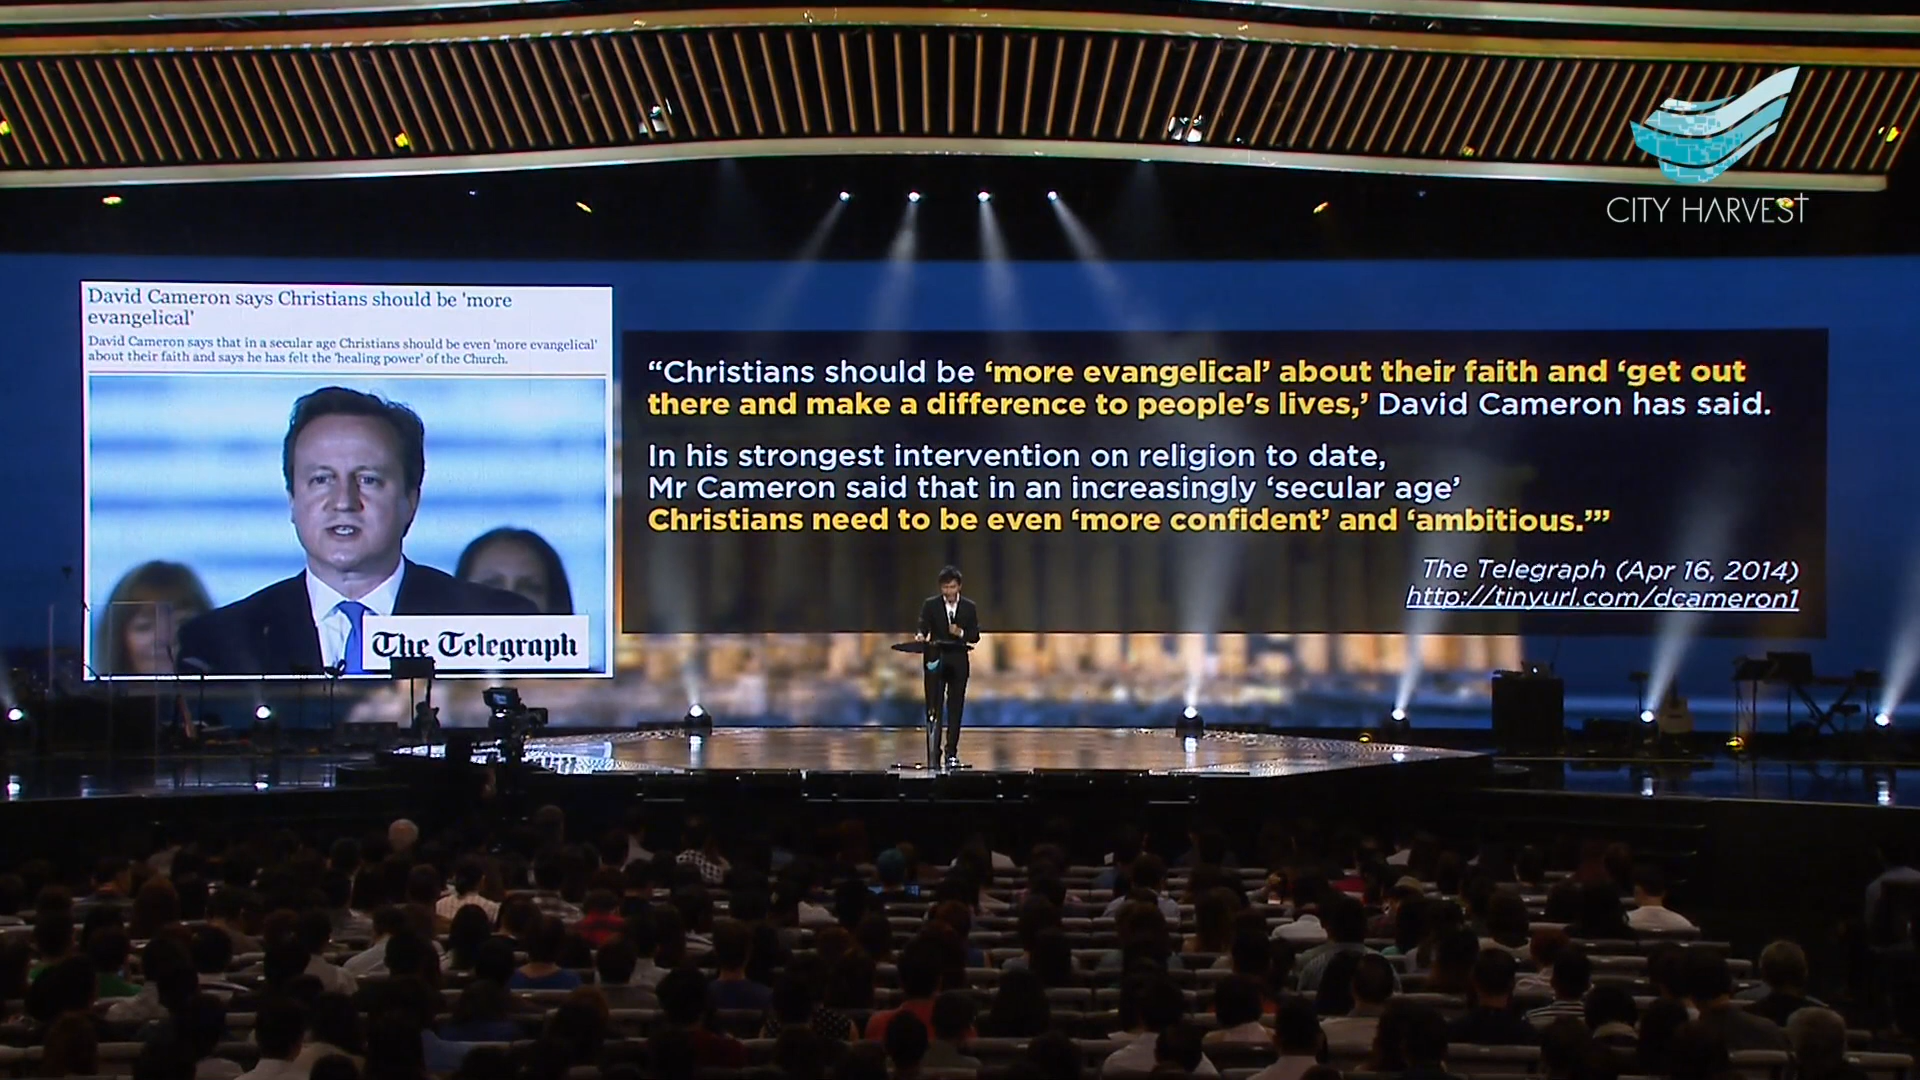 CITY HARVEST
David Cameron says Christians should be 'more
evangelical'
David Cameron says that in a secular age Christians should be even 'more evangelical'
about their faith and says he has felt the 'healing power' of the Church.
The Telegraph
“Christians should be ‘more evangelical’ about their faith and ‘get out
there and make a difference to people's lives,’ David Cameron has said.
In his strongest intervention on religion to date,
Mr Cameron said that in an increasingly ‘secular age’
Christians need to be even ‘more confident’ and ‘ambitious.’”
The Telegraph (Apr 16, 2014)
http://tinyurl.com/dcameron1